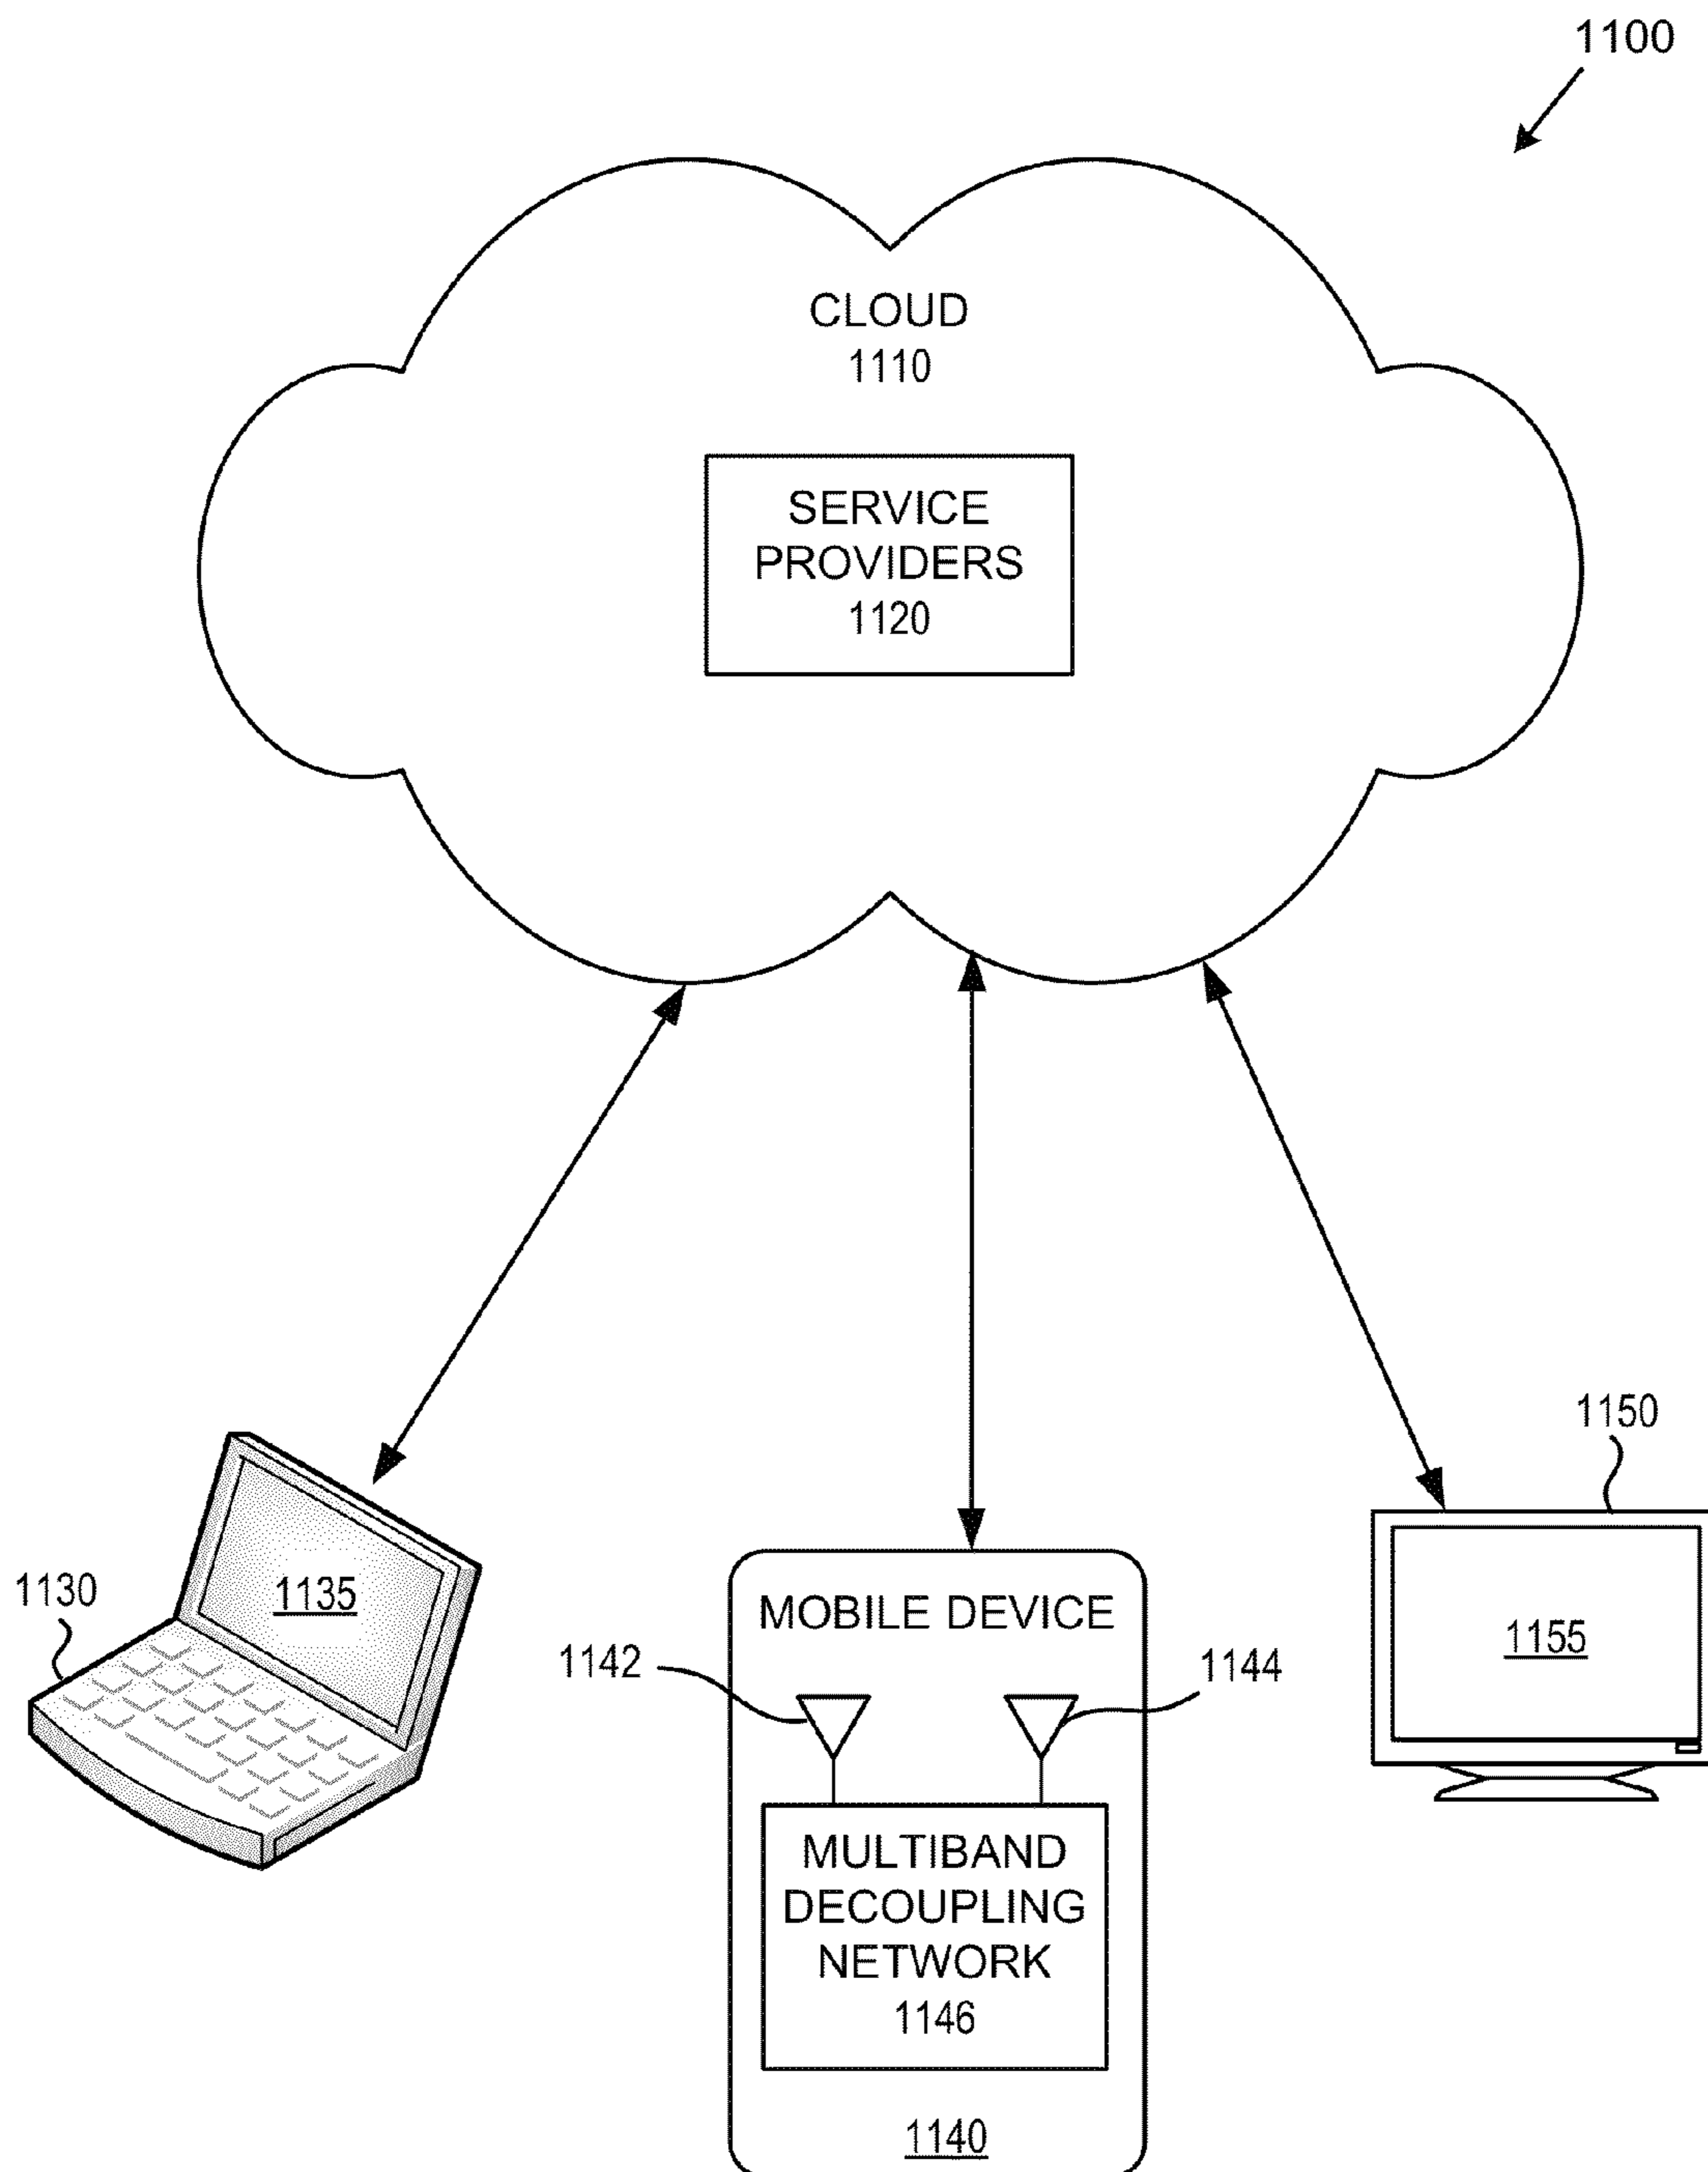 1100
CLOUD
1110
SERVICE
PROVIDERS
1120
1150
1130
1135
MOBILE DEVICE
1142
1144
1155
MULTIBAND
DECOUPLING
NETWORK
1146
1140